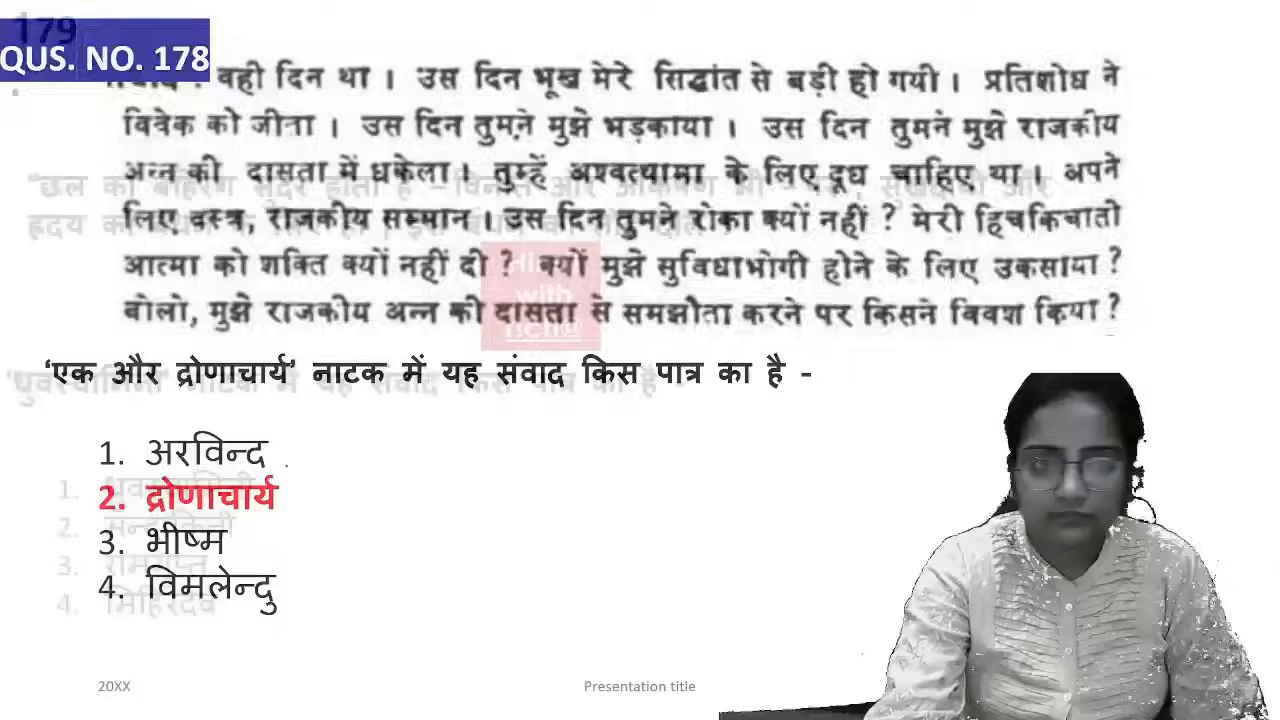 179
QUS. NO. 178
वही दिन था । उस दिन भूख मेरे सिद्धांत से बड़ी हो गयी । प्रतिशोध ने
विवेक को जीता । उस दिन तुमने मुझे भड़काया । उस दिन तुमने मुझे राजकीय
अन्न की दासता में धकेला । तुम्हें अश्वत्थामा के लिए दूध चाहिए था । अपने
लिए वस्त्र, राजकीय सम्मान । उस दिन तुमने रोका क्यों नहीं ? मेरी हिचकिचाती
आत्मा को शक्ति क्यों नहीं दी ? क्यों मुझे सुविधाभोगी होने के लिए उकसाया ?
बोलो, मुझे राजकीय अन्न की दासता से समझौता करने पर किसने विवश किया ?
'एक और द्रोणाचार्य' नाटक में यह संवाद किस पात्र का है -
1. अरविन्द
2. द्रोणाचार्य
3. भीष्म
4. विमलेन्दु
20XX
Presentation title